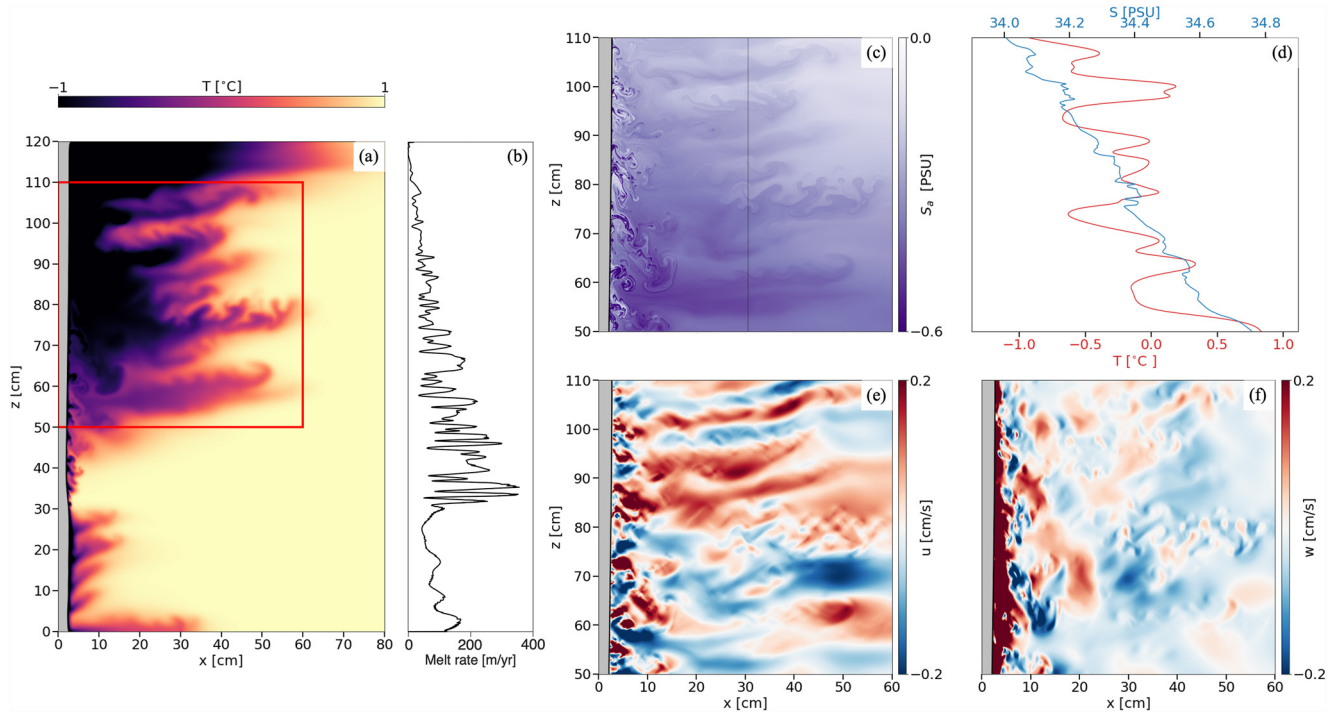 T [°C]
−1
1
(a)
120
110
100
90
80
70
60
50
40
30
20
10
0
z [cm]
0 10 20 30 40 50 60 70 80
x [cm]
(b)
0 200 400
Melt rate [m/yr]
(c)
110
100
90
80
70
60
50
z [cm]
0.0
S_a [PSU]
−0.6
S [PSU]
34.0 34.2 34.4 34.6 34.8
(d)
−1.0 −0.5 0.0 0.5 1.0
T [°C ]
(e)
110
100
90
80
70
60
50
z [cm]
0 10 20 30 40 50 60
x [cm]
0.2
u [cm/s]
−0.2
(f)
0 10 20 30 40 50 60
x [cm]
0.2
w [cm/s]
−0.2